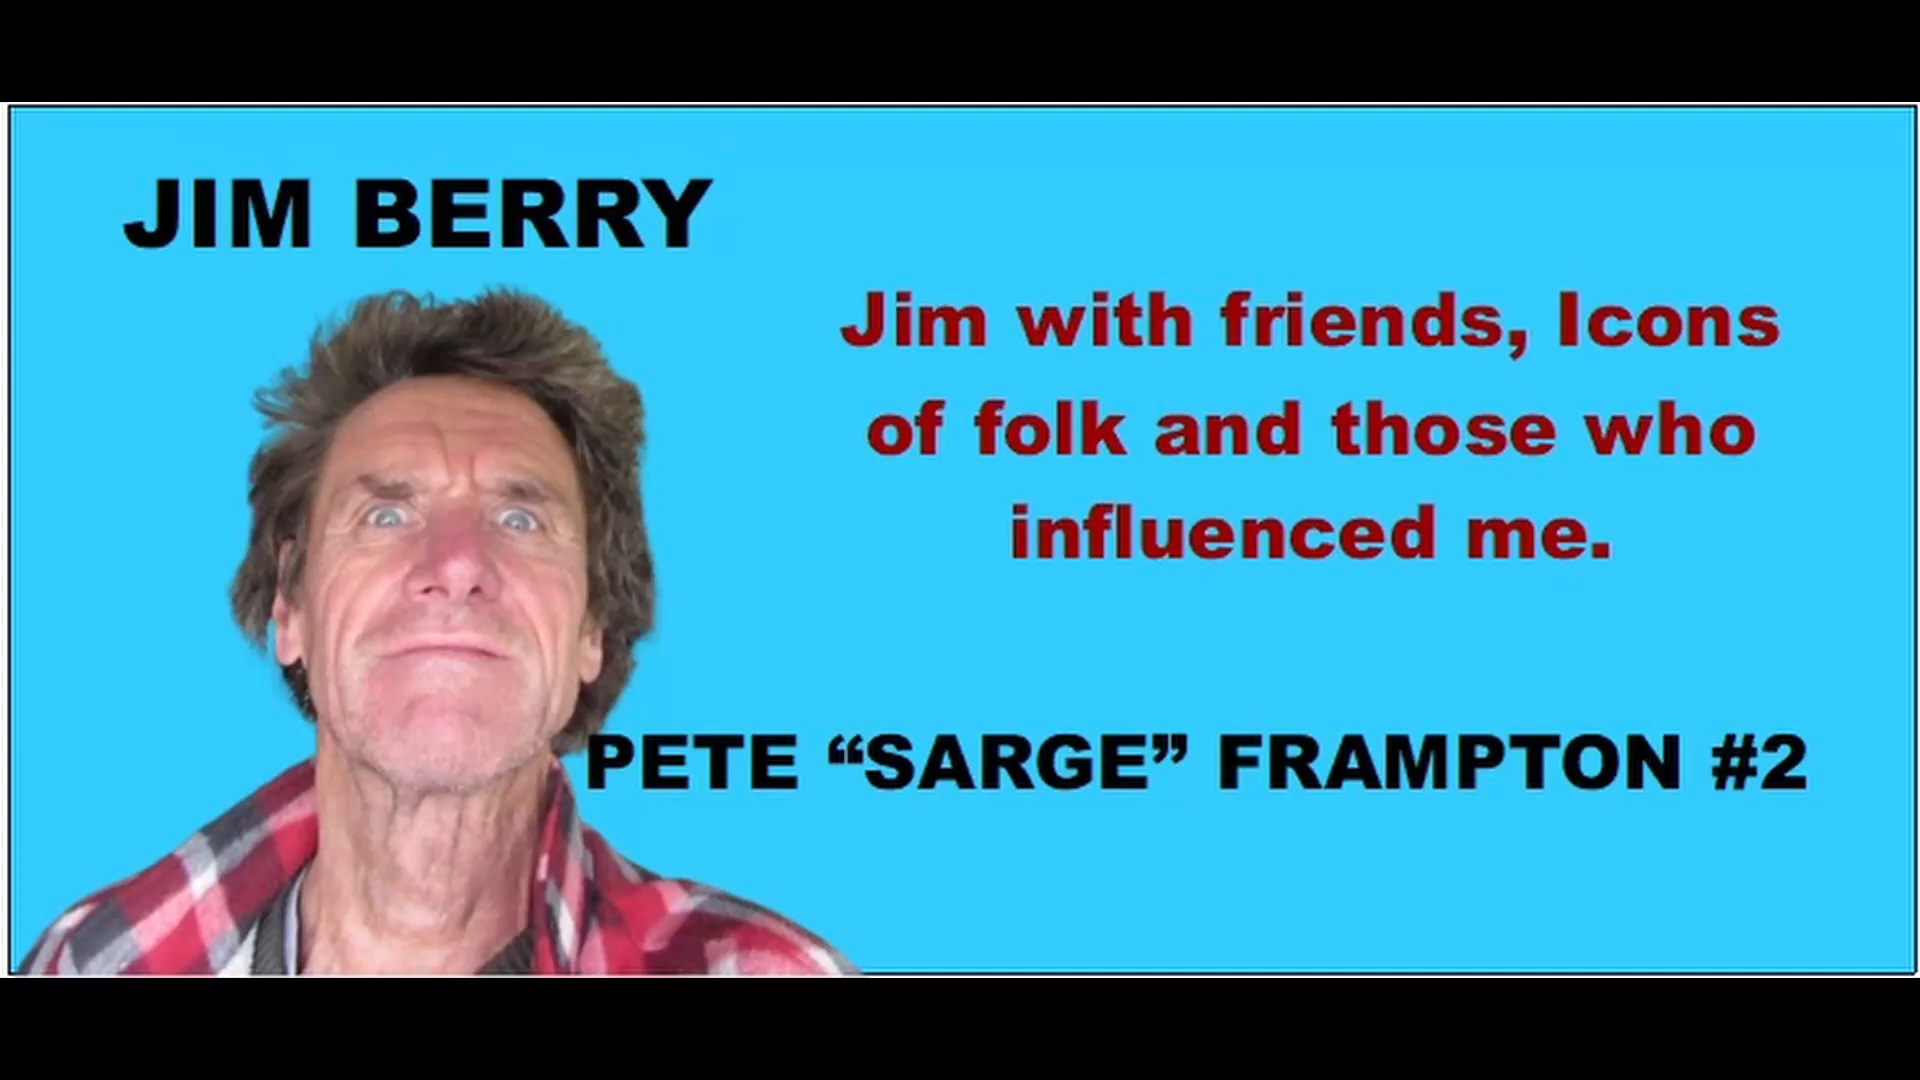 JIM BERRY
Jim with friends, Icons
of folk and those who
influenced me.
PETE “SARGE” FRAMPTON #2